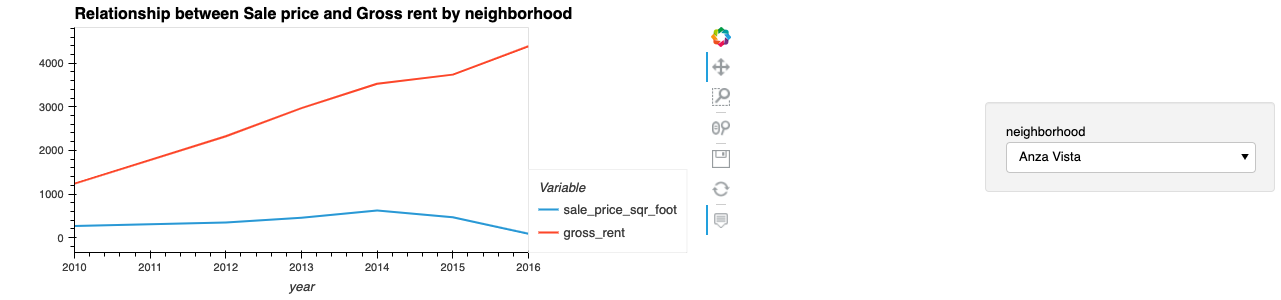 Relationship between Sale price and Gross rent by neighborhood
4000
3000
2000
1000
0
2010 2011 2012 2013 2014 2015 2016
year
Variable
sale_price_sqr_foot
gross_rent
neighborhood
Anza Vista